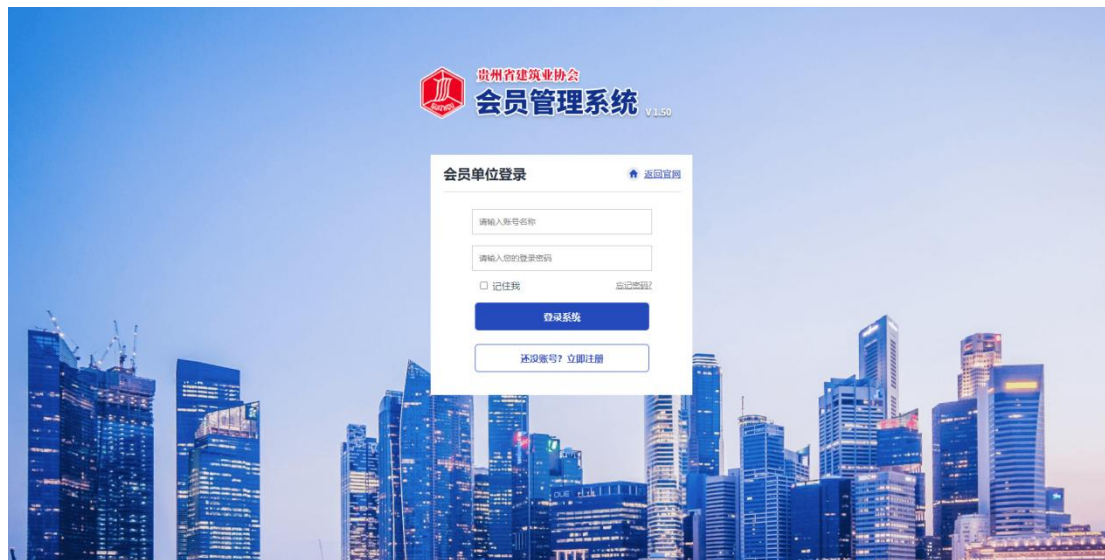 贵州省建筑业协会
会员管理系统 V 1.50
会员单位登录 返回官网
请输入账号名称
请输入您的登录密码
记住我 忘记密码?
登录系统
还没账号? 立即注册
OUE